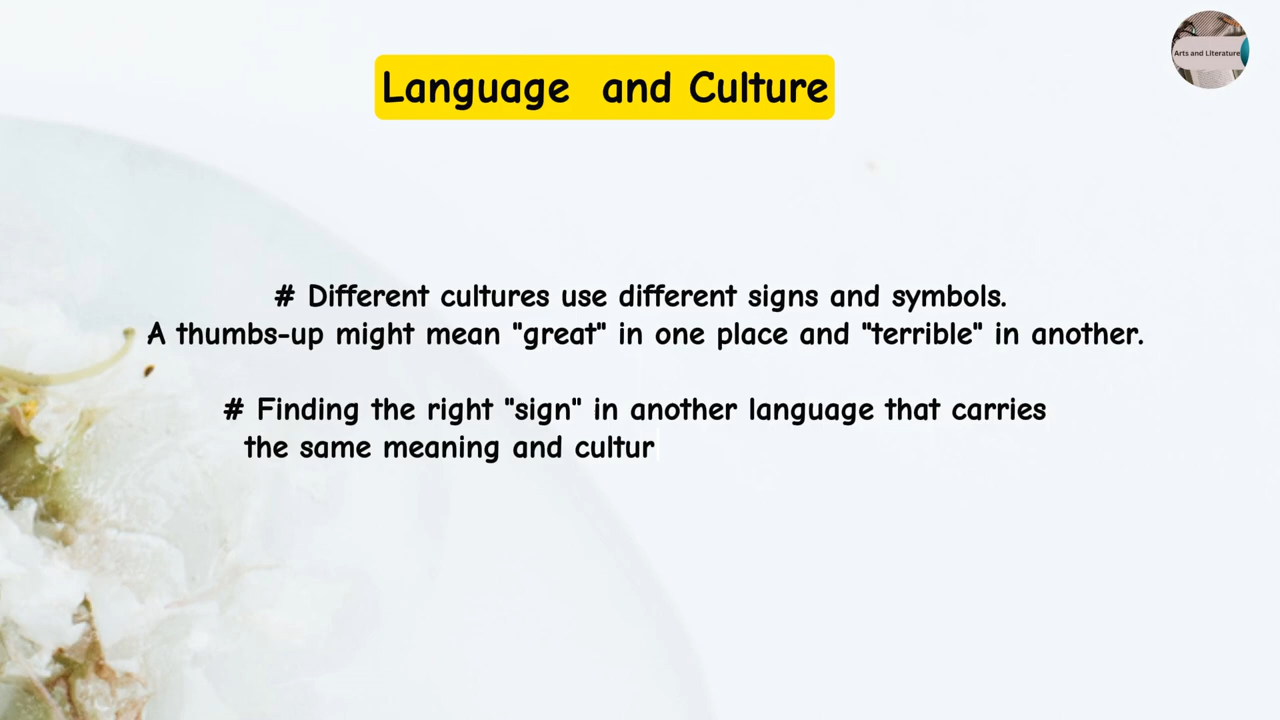 Arts and Literature
Language and Culture
# Different cultures use different signs and symbols.
A thumbs-up might mean "great" in one place and "terrible" in another.
# Finding the right "sign" in another language that carries
the same meaning and cultur